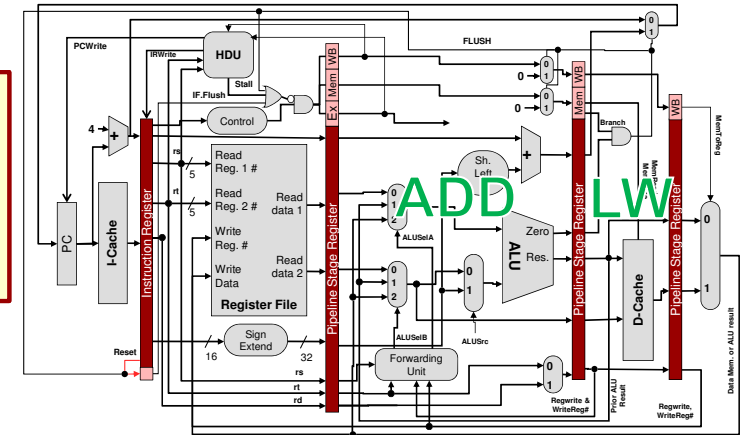 PCWrite
IRWrite
HDU
Stall
IF.Flush
FLUSH
0
1
WB
Mem
Ex
0
0
1
0
0
1
WB
Mem
WB
Control
Branch
4
+
rs
5
rt
5
Read
Reg. 1 #
Read
Reg. 2 #
Write
Reg. #
Write
Data
Read
data 1
Read
data 2
Register File
PC
I-Cache
Instruction Register
Pipeline Stage Register
Sh.
Left
+
ADD
LW
0
1
2
ALUSelA
0
1
2
ALUSelB
0
1
ALUSrc
ALU
Zero
Res.
Pipeline Stage Register
D-Cache
Pipeline Stage Register
MemToReg
0
1
Data Mem. or ALU result
Reset
16
Sign
Extend
32
rs
rt
rd
Forwarding
Unit
0
1
Regwrite &
WriteReg#
Prior ALU
Result
Regwrite,
WriteReg#